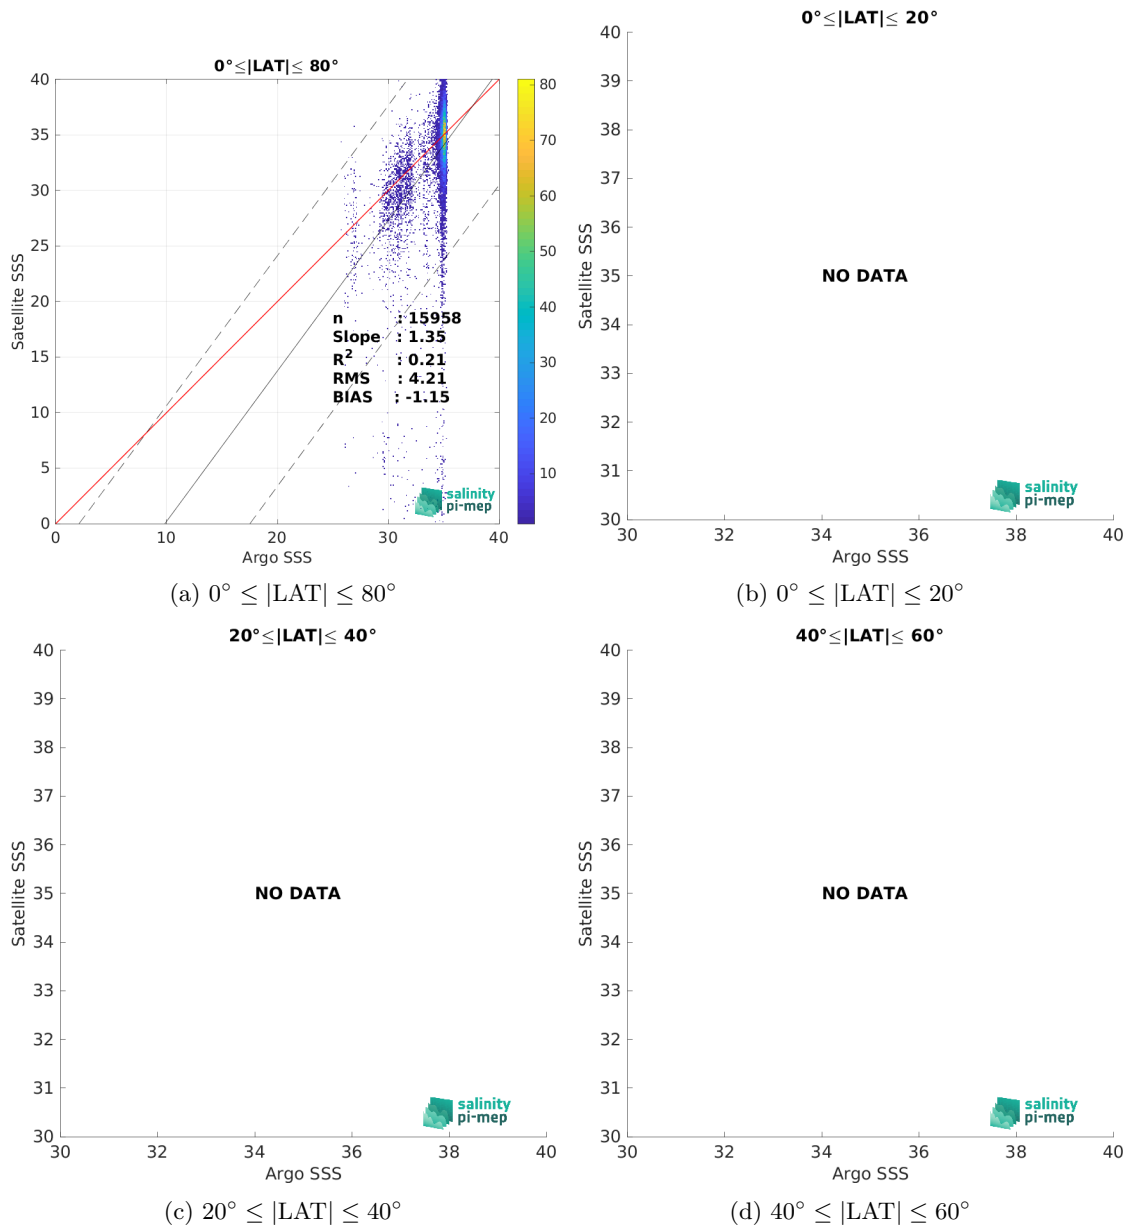 0°≤|LAT|≤ 80°
40
35
30
25
20
15
10
5
0
0
10
20
30
40
Satellite SSS
Argo SSS
n : 15958
Slope : 1.35
R² : 0.21
RMS : 4.21
BIAS : -1.15
80
70
60
50
40
30
20
10
salinity
pi-mep
(a) 0° ≤ |LAT| ≤ 80°
0°≤|LAT|≤ 20°
40
39
38
37
36
35
34
33
32
31
30
30
32
34
36
38
40
Satellite SSS
Argo SSS
NO DATA
salinity
pi-mep
(b) 0° ≤ |LAT| ≤ 20°
20°≤|LAT|≤ 40°
40
39
38
37
36
35
34
33
32
31
30
30
32
34
36
38
40
Satellite SSS
Argo SSS
NO DATA
salinity
pi-mep
(c) 20° ≤ |LAT| ≤ 40°
40°≤|LAT|≤ 60°
40
39
38
37
36
35
34
33
32
31
30
30
32
34
36
38
40
Satellite SSS
Argo SSS
NO DATA
salinity
pi-mep
(d) 40° ≤ |LAT| ≤ 60°